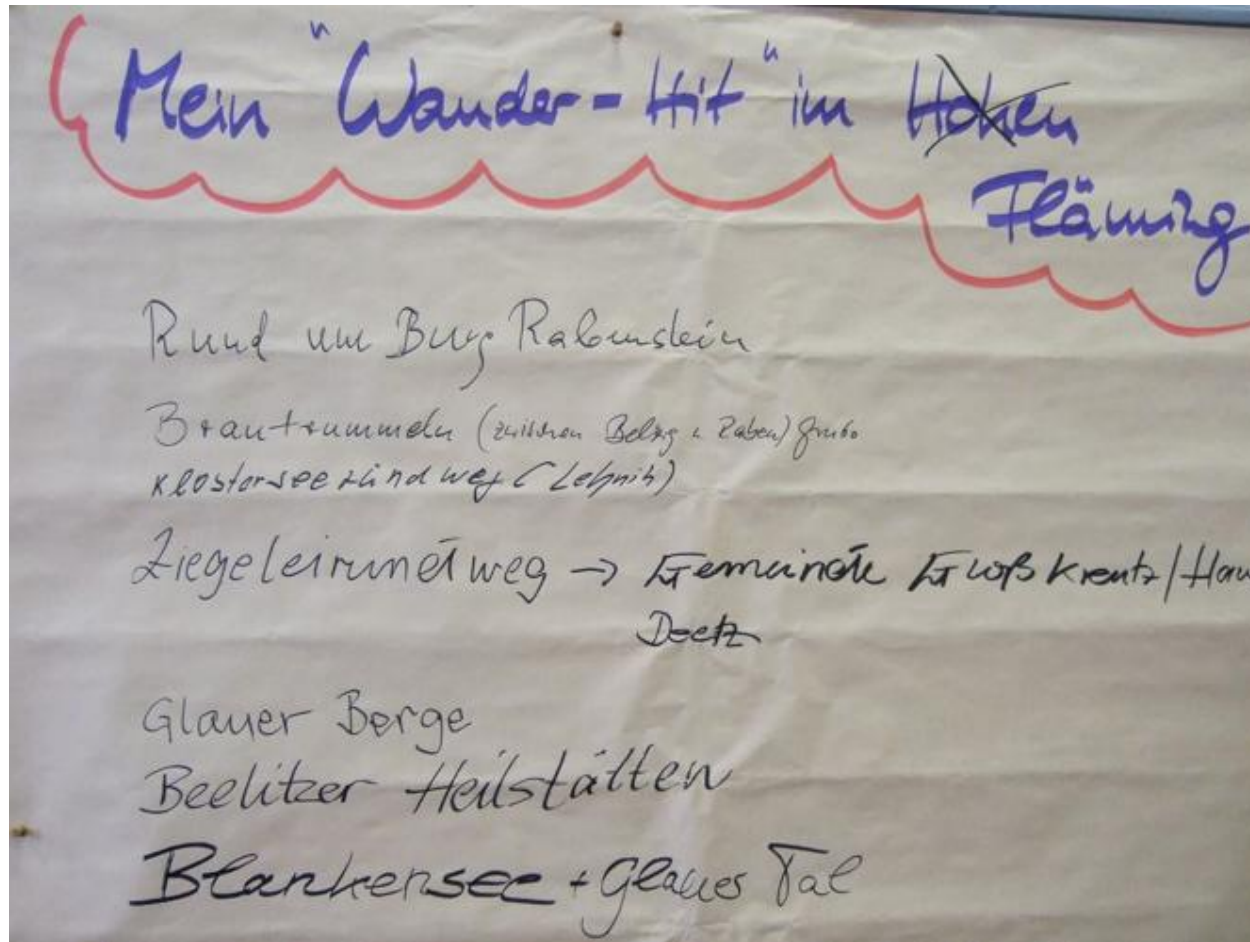 Mein "Wander-Hit" im Hohen
Fläming
Rund um Burg Rabenstein
Brautrummeln (zwischen Belzig u Raben) Grubo
Klostersee rund weg (Lehnin)
Ziegeleirundweg → Gemeinde Groß Kreutz/Hav
Deetz
Glauer Berge
Beelitzer Heilstätten
Blankensee + Glauer Tal